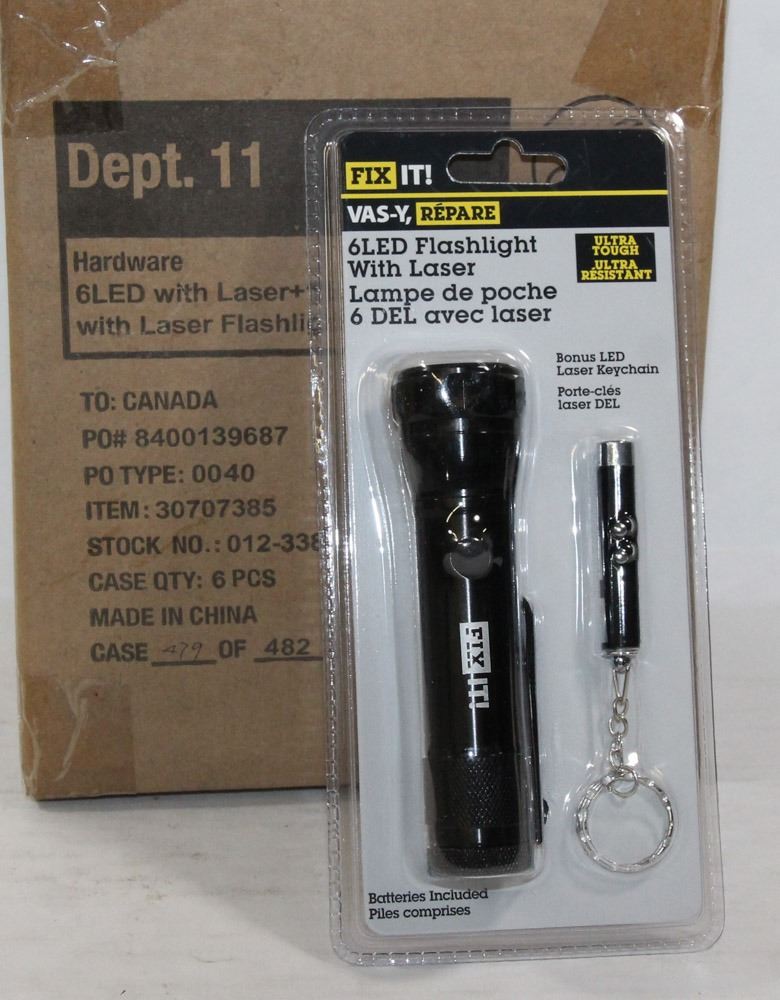 Dept. 11
Hardware
6LED with Laser+
with Laser
TO: CANADA
PO# 8400139687
PO TYPE: 0040
ITEM: 30707385
STOCK NO.: 012-338
CASE QTY: 6 PCS
MADE IN CHINA
CASE 479 OF 482
FIX IT!
VAS-Y, RÉPARE
6LED Flashlight
With Laser
Lampe de poche
6 DEL avec laser
ULTRA
TOUGH
ULTRA
RÉSISTANT
Bonus LED
Laser Keychain
Porte-clés
laser DEL
FIX IT!
Batteries Included
Piles comprises